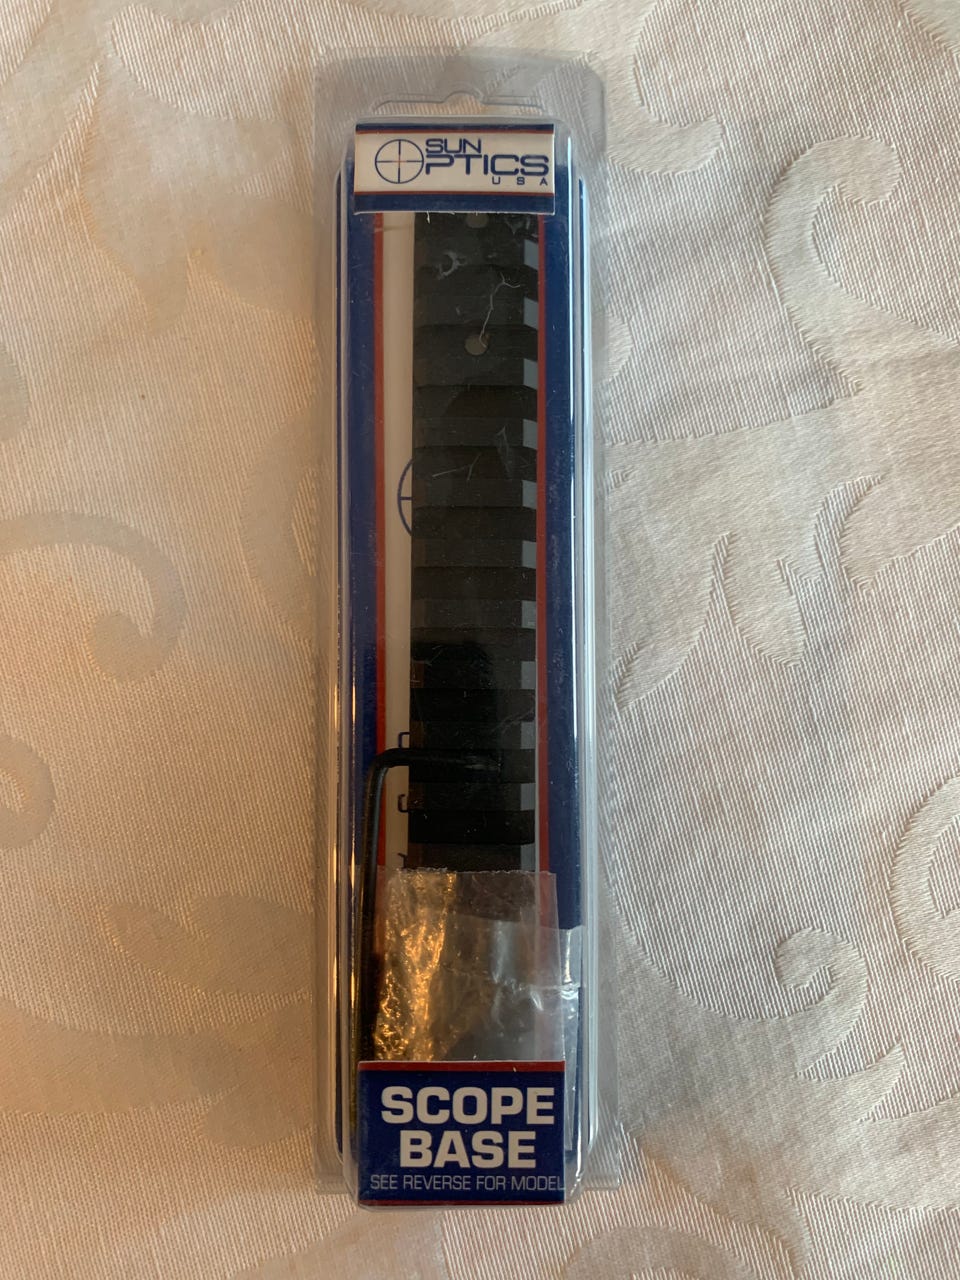 SUN
OPTICS
USA
SCOPE
BASE
SEE REVERSE FOR MODEL